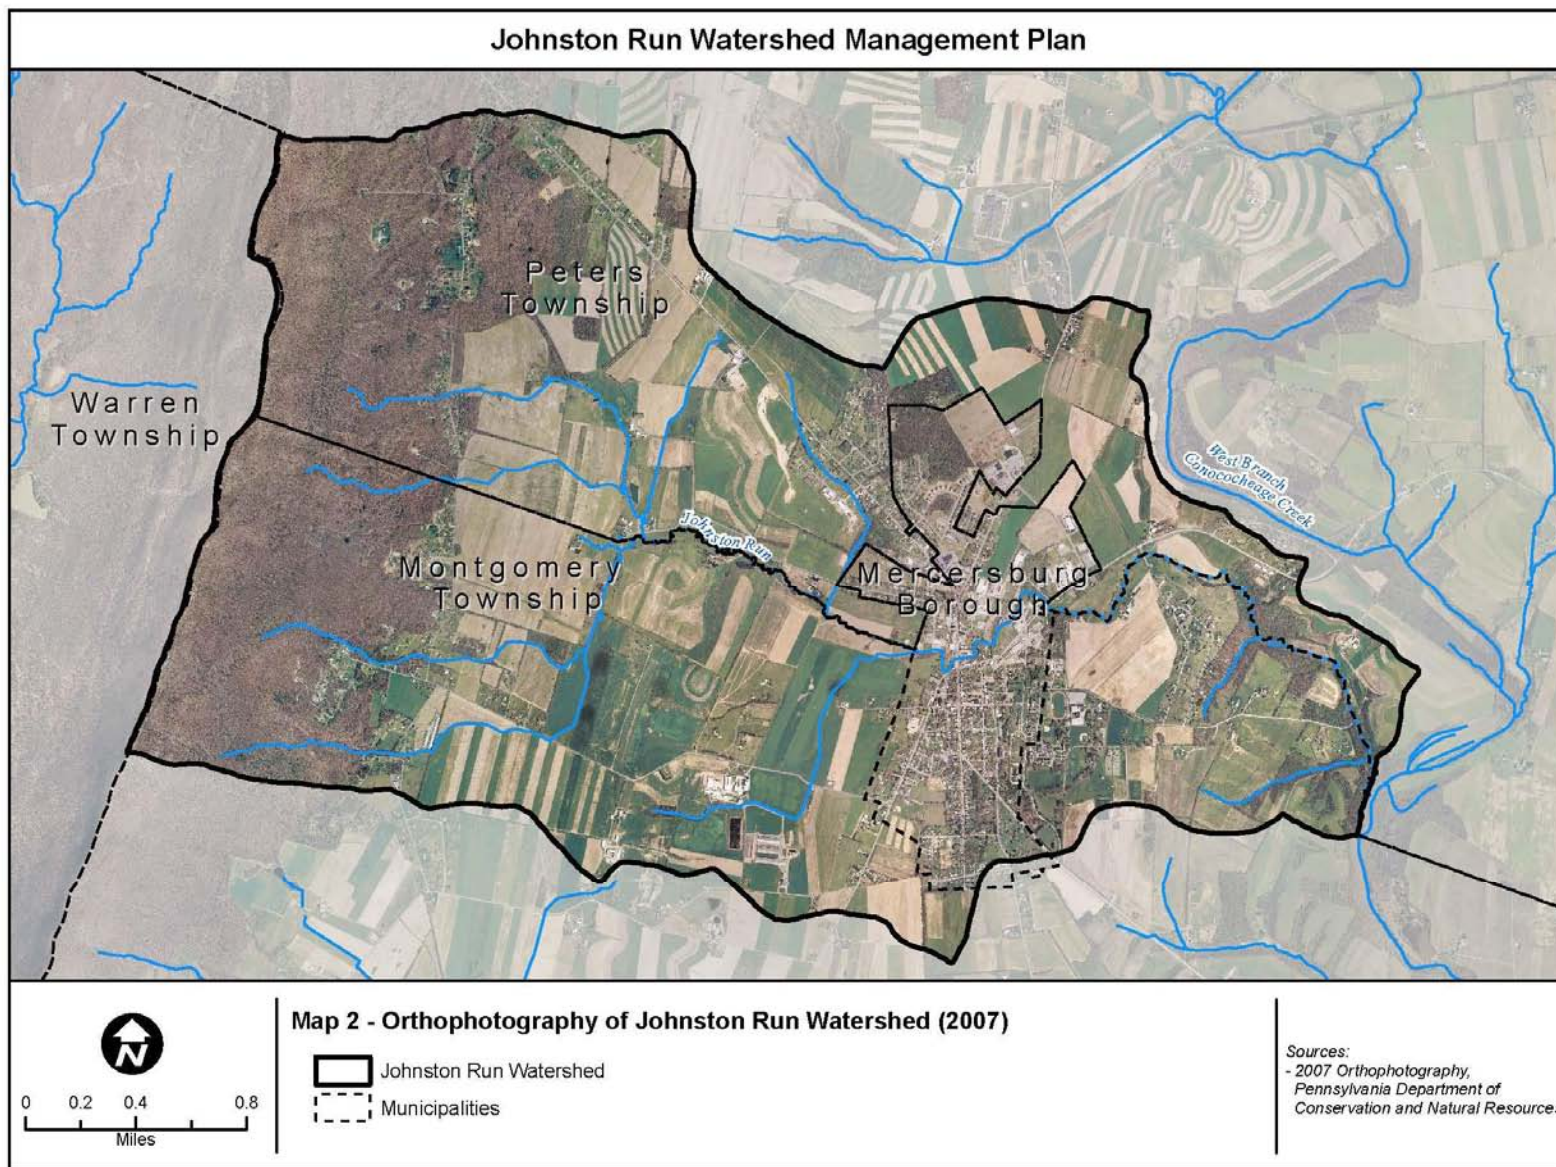 Johnston Run Watershed Management Plan
Peters
Township
Warren
Township
West Branch
Conococheage Creek
Johnston Run
Montgomery
Township
Mercersburg
Borough
N
0 0.2 0.4 0.8
Miles
Map 2 - Orthophotography of Johnston Run Watershed (2007)
Johnston Run Watershed
Municipalities
Sources:
- 2007 Orthophotography,
Pennsylvania Department of
Conservation and Natural Resources